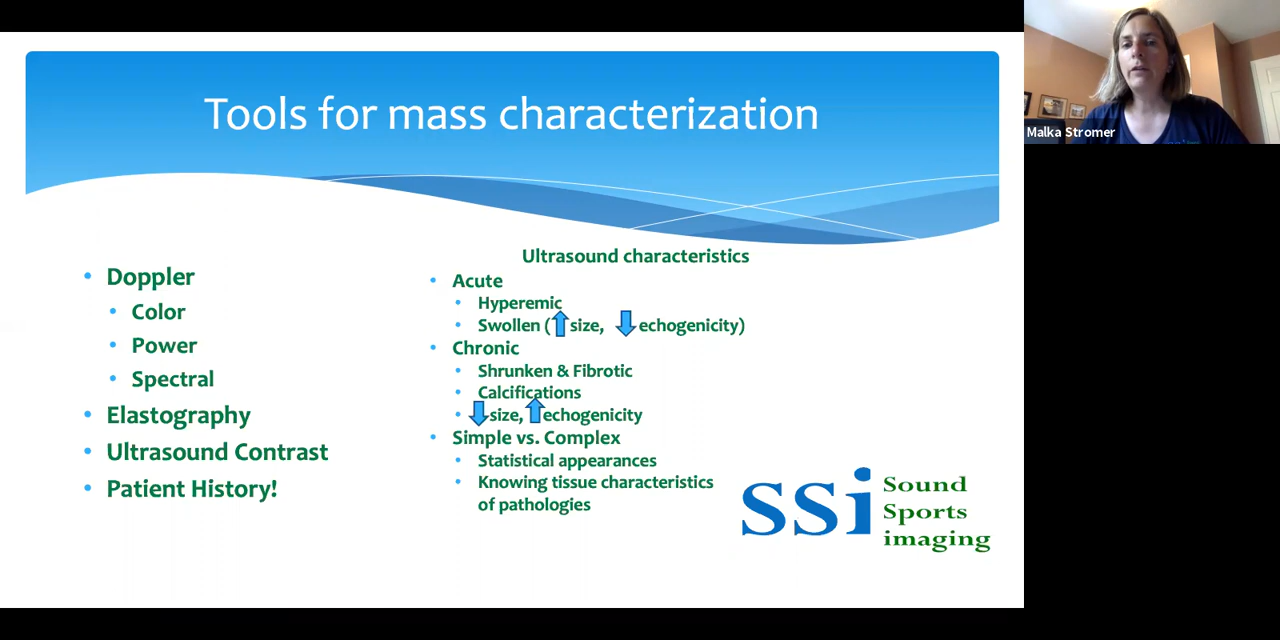 Tools for mass characterization
Malka Stromer
Doppler
Color
Power
Spectral
Elastography
Ultrasound Contrast
Patient History!
Ultrasound characteristics
Acute
Hyperemic
Swollen (size, echogenicity)
Chronic
Shrunken & Fibrotic
Calcifications
size, echogenicity
Simple vs. Complex
Statistical appearances
Knowing tissue characteristics
of pathologies
ssi Sound
Sports
imaging